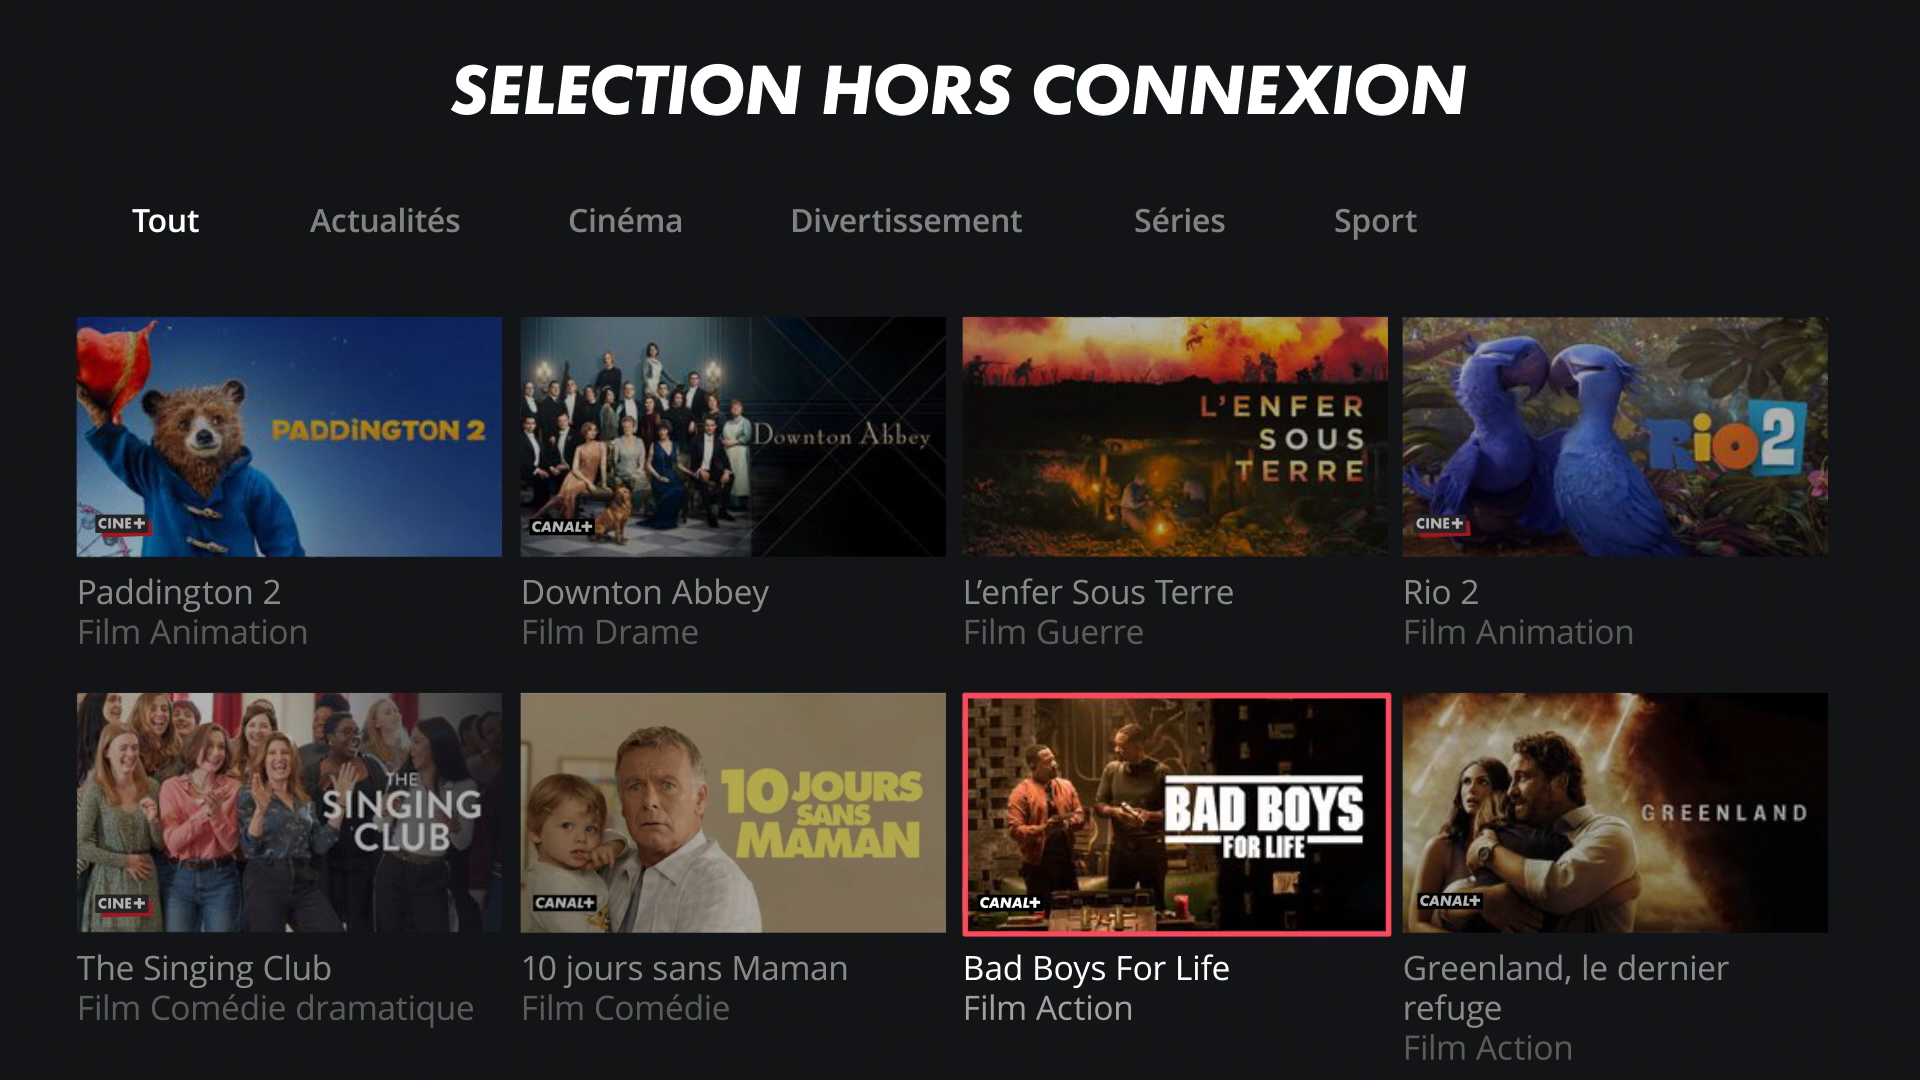 SELECTION HORS CONNEXION
Tout Actualités Cinéma Divertissement Séries Sport
PADDINGTON 2
CINE+
Downton Abbey
CANAL+
L'ENFER
SOUS
TERRE
Rio 2
CINE+
Paddington 2
Film Animation
Downton Abbey
Film Drame
L'enfer Sous Terre
Film Guerre
Rio 2
Film Animation
THE
SINGING
CLUB
CINE+
10 JOURS
SANS
MAMAN
CANAL+
BAD BOYS
FOR LIFE
CANAL+
GREENLAND
CANAL+
The Singing Club
Film Comédie dramatique
10 jours sans Maman
Film Comédie
Bad Boys For Life
Film Action
Greenland, le dernier
refuge
Film Action